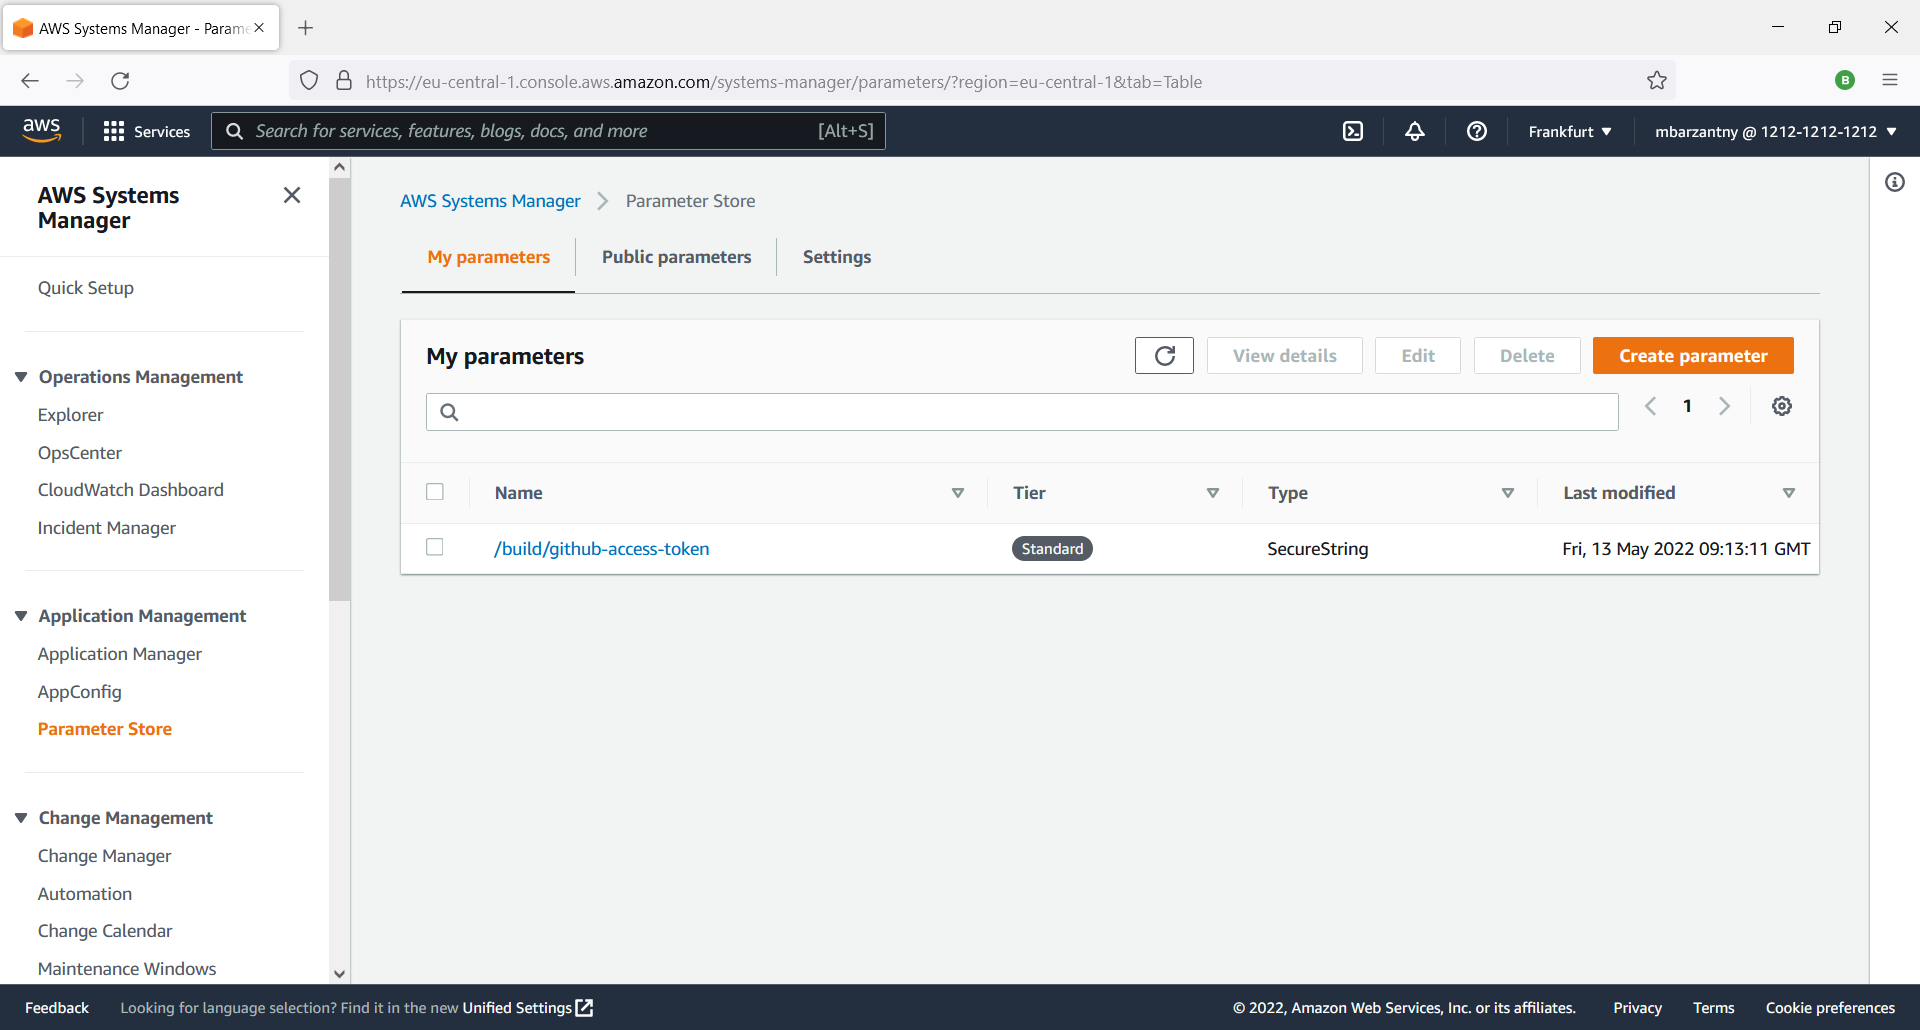 AWS Systems Manager - Parame
https://eu-central-1.console.aws.amazon.com/systems-manager/parameters/?region=eu-central-1&tab=Table
B
aws
Services
Search for services, features, blogs, docs, and more
[Alt+S]
Frankfurt
mbarzantny @ 1212-1212-1212
AWS Systems
Manager
Quick Setup
Operations Management
Explorer
OpsCenter
CloudWatch Dashboard
Incident Manager
Application Management
Application Manager
AppConfig
Parameter Store
Change Management
Change Manager
Automation
Change Calendar
Maintenance Windows
AWS Systems Manager
Parameter Store
My parameters
Public parameters
Settings
My parameters
View details
Edit
Delete
Create parameter
1
Name
Tier
Type
Last modified
/build/github-access-token
Standard
SecureString
Fri, 13 May 2022 09:13:11 GMT
Feedback
Looking for language selection? Find it in the new Unified Settings
© 2022, Amazon Web Services, Inc. or its affiliates.
Privacy
Terms
Cookie preferences